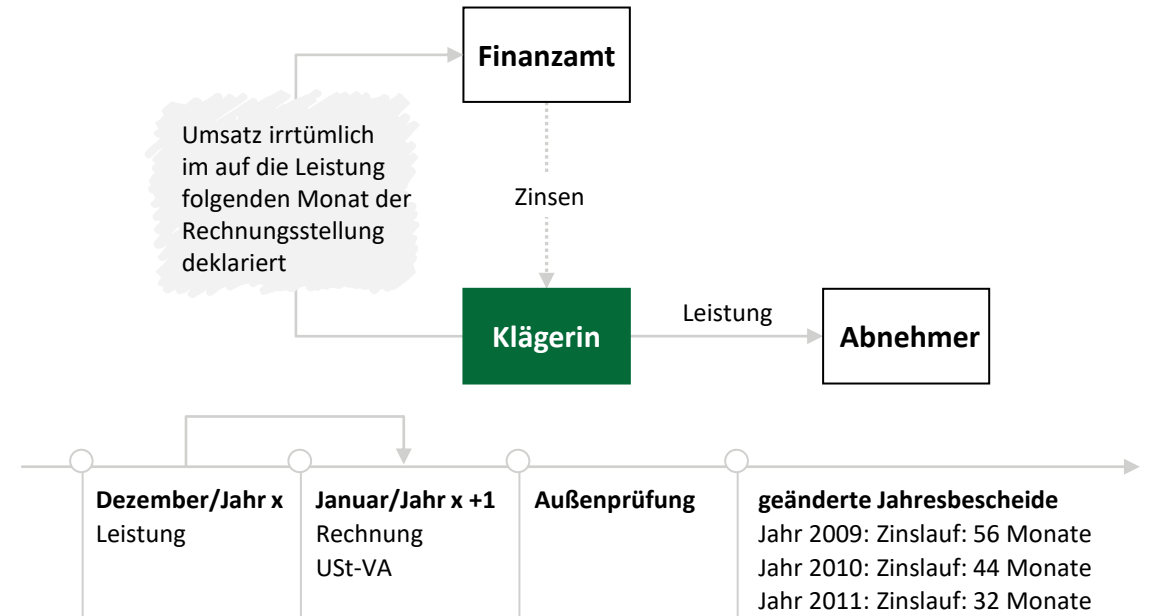 Finanzamt
Umsatz irrtümlich
im auf die Leistung
folgenden Monat der
Rechnungsstellung
deklariert
Zinsen
Klägerin
Leistung
Abnehmer
Dezember/Jahr x
Leistung
Januar/Jahr x +1
Rechnung
USt-VA
Außenprüfung
geänderte Jahresbescheide
Jahr 2009: Zinslauf: 56 Monate
Jahr 2010: Zinslauf: 44 Monate
Jahr 2011: Zinslauf: 32 Monate